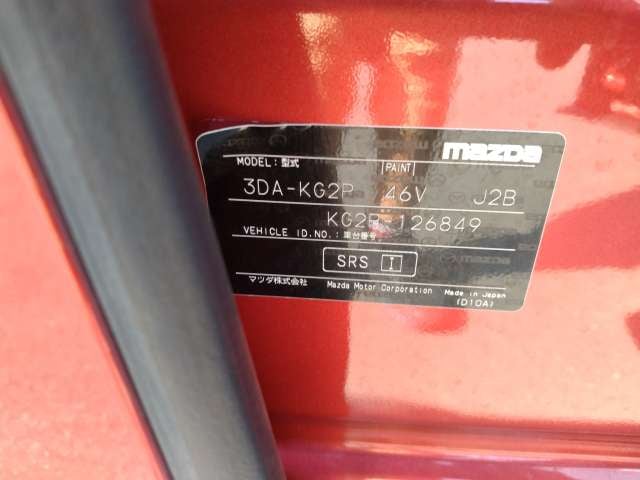 mazda
MODEL: 型式 PAINT
3DA-KG2P 46V J2B
KG2P-126849
VEHICLE ID.NO.: 車台番号
SRS I
マツダ株式会社 Mazda Motor Corporation Made in Japan
(D10A)